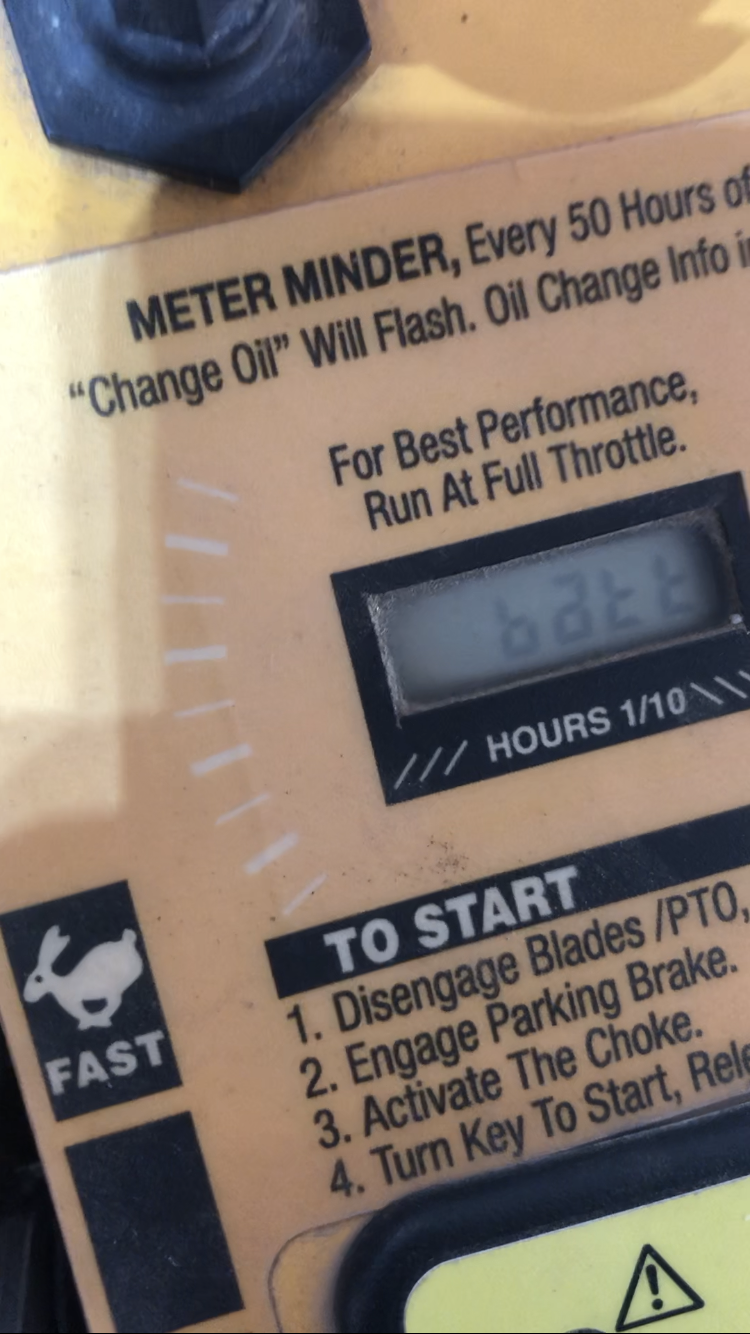 METER MINDER, Every 50 Hours of
“Change Oil” Will Flash. Oil Change Info
For Best Performance,
Run At Full Throttle.
batt
HOURS 1/10
FAST
TO START
1. Disengage Blades /PTO,
2. Engage Parking Brake.
3. Activate The Choke.
4. Turn Key To Start,